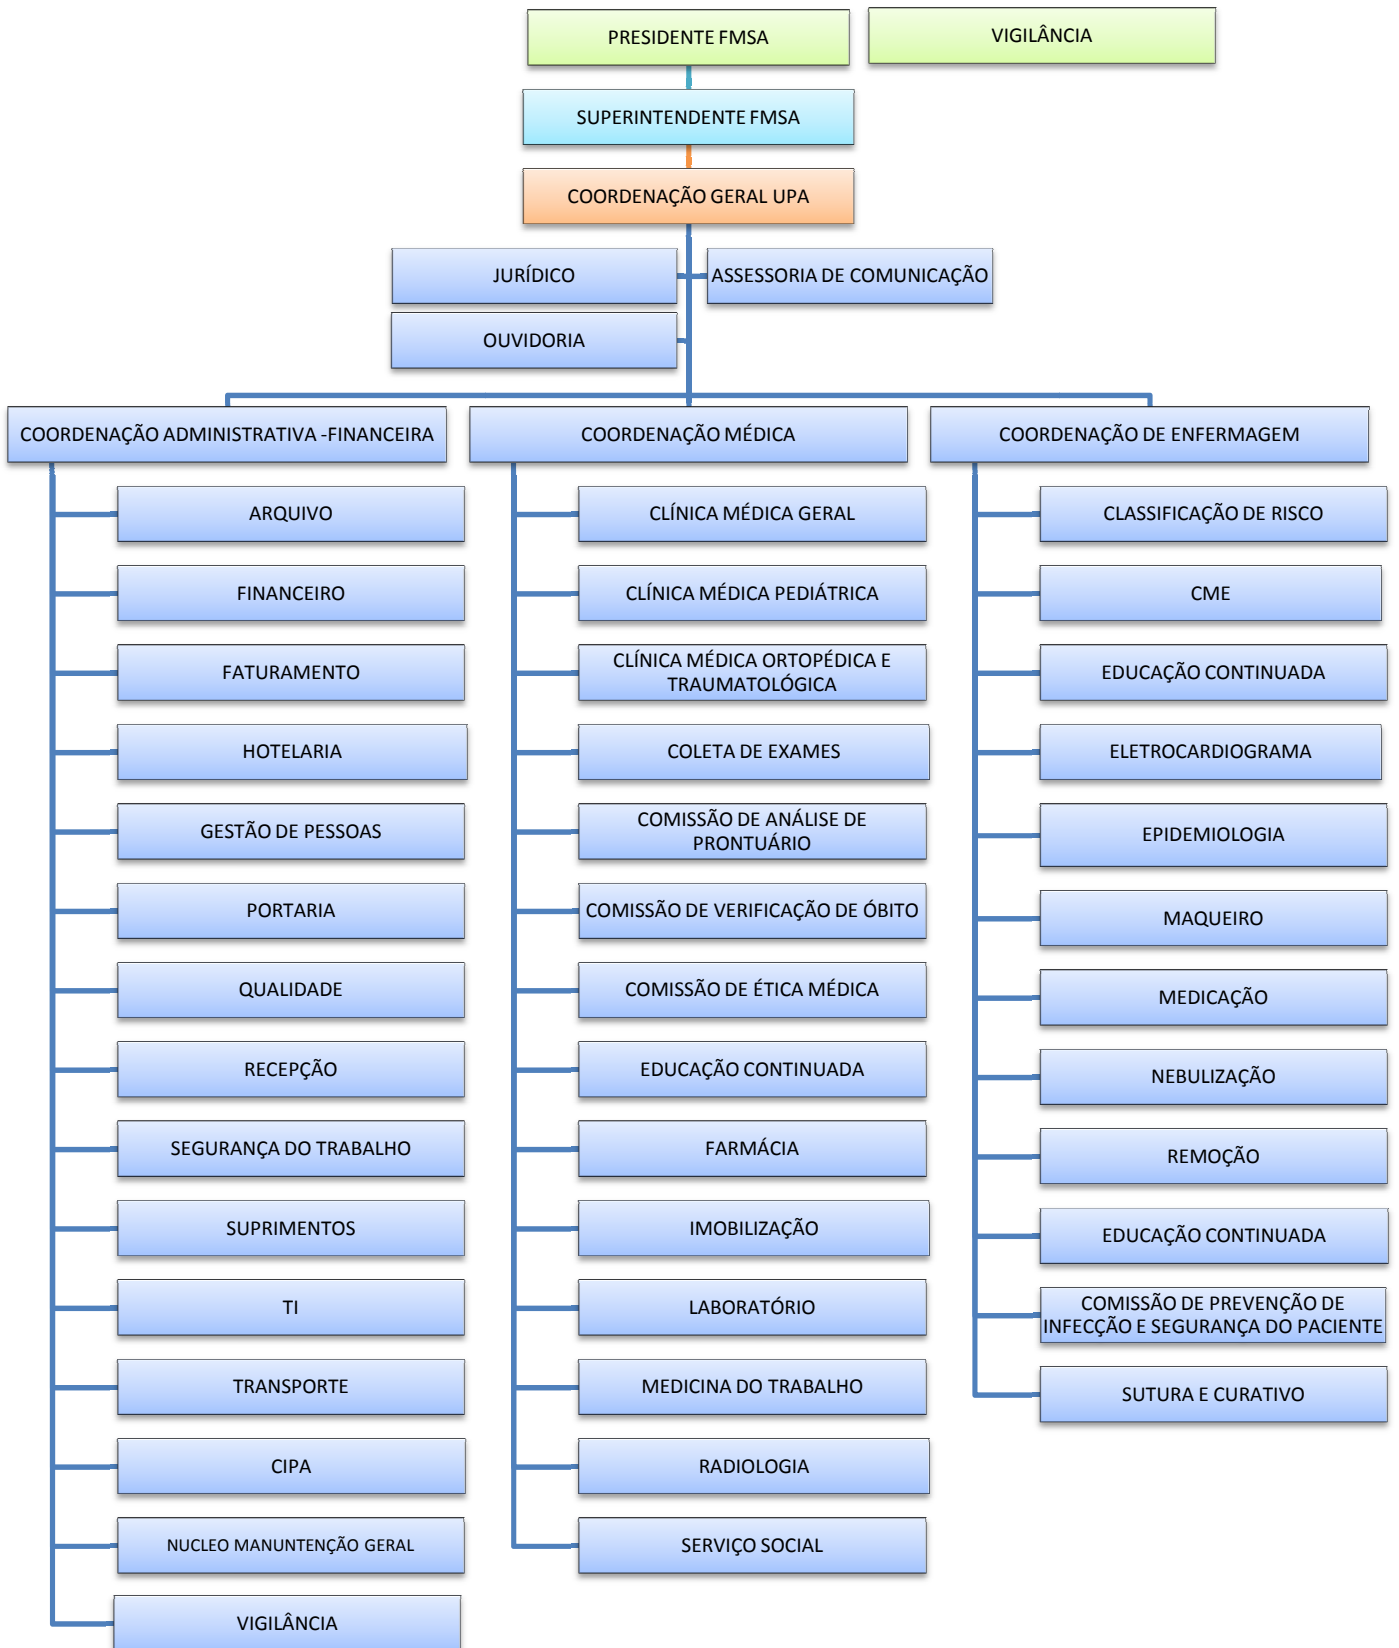 PRESIDENTE FMSA
VIGILÂNCIA
SUPERINTENDENTE FMSA
COORDENAÇÃO GERAL UPA
JURÍDICO
ASSESSORIA DE COMUNICAÇÃO
OUVIDORIA
COORDENAÇÃO ADMINISTRATIVA -FINANCEIRA
ARQUIVO
FINANCEIRO
FATURAMENTO
HOTELARIA
GESTÃO DE PESSOAS
PORTARIA
QUALIDADE
RECEPÇÃO
SEGURANÇA DO TRABALHO
SUPRIMENTOS
TI
TRANSPORTE
CIPA
NUCLEO MANUNTENÇÃO GERAL
VIGILÂNCIA
COORDENAÇÃO MÉDICA
CLÍNICA MÉDICA GERAL
CLÍNICA MÉDICA PEDIÁTRICA
CLÍNICA MÉDICA ORTOPÉDICA E
TRAUMATOLÓGICA
COLETA DE EXAMES
COMISSÃO DE ANÁLISE DE
PRONTUÁRIO
COMISSÃO DE VERIFICAÇÃO DE ÓBITO
COMISSÃO DE ÉTICA MÉDICA
EDUCAÇÃO CONTINUADA
FARMÁCIA
IMOBILIZAÇÃO
LABORATÓRIO
MEDICINA DO TRABALHO
RADIOLOGIA
SERVIÇO SOCIAL
COORDENAÇÃO DE ENFERMAGEM
CLASSIFICAÇÃO DE RISCO
CME
EDUCAÇÃO CONTINUADA
ELETROCARDIOGRAMA
EPIDEMIOLOGIA
MAQUEIRO
MEDICAÇÃO
NEBULIZAÇÃO
REMOÇÃO
EDUCAÇÃO CONTINUADA
COMISSÃO DE PREVENÇÃO DE
INFECÇÃO E SEGURANÇA DO PACIENTE
SUTURA E CURATIVO